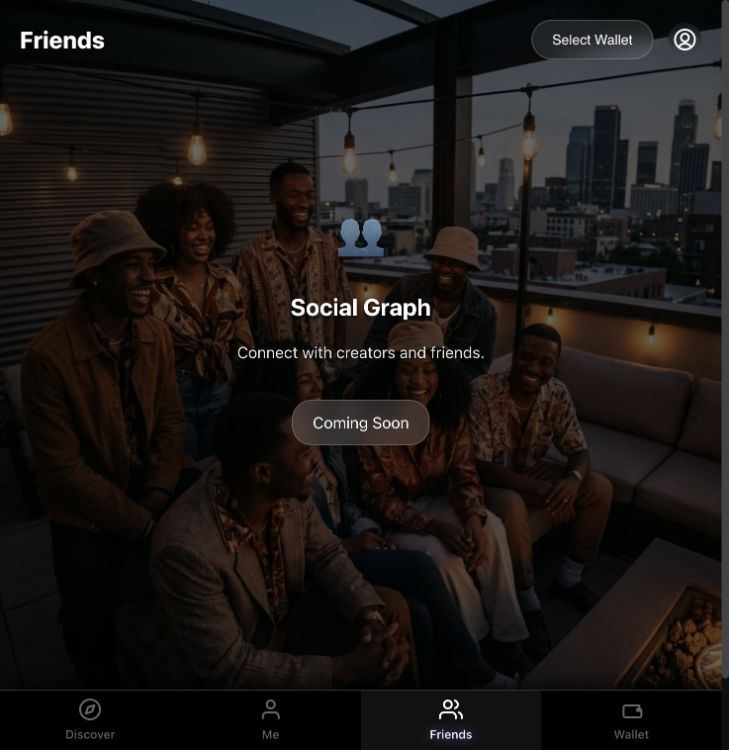 Friends
Select Wallet
Social Graph
Connect with creators and friends.
Coming Soon
Discover
Me
Friends
Wallet